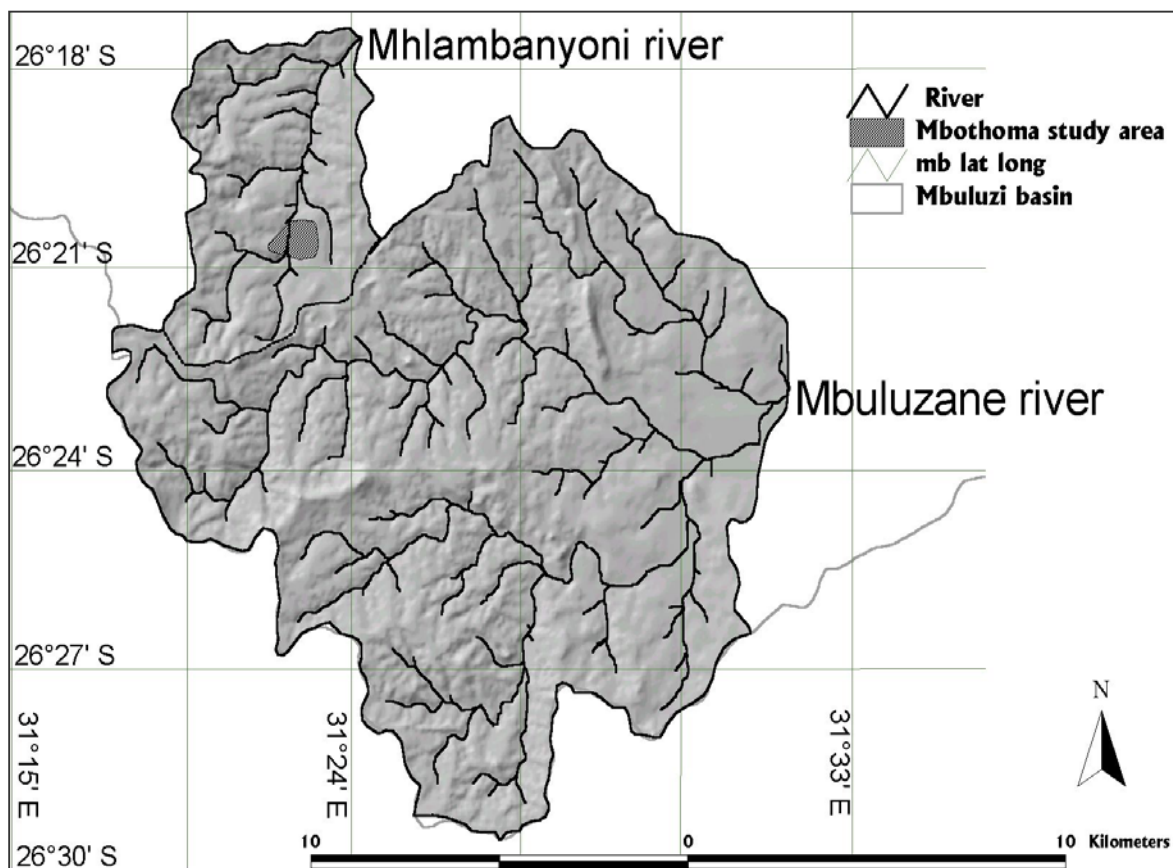 Mhlambanyoni river
26°18' S
River
Mbothoma study area
mb lat long
Mbuluzi basin
26°21' S
Mbuluzane river
26°24' S
26°27' S
31°15' E
31°24' E
31°33' E
N
26°30' S
10 0 10 Kilometers